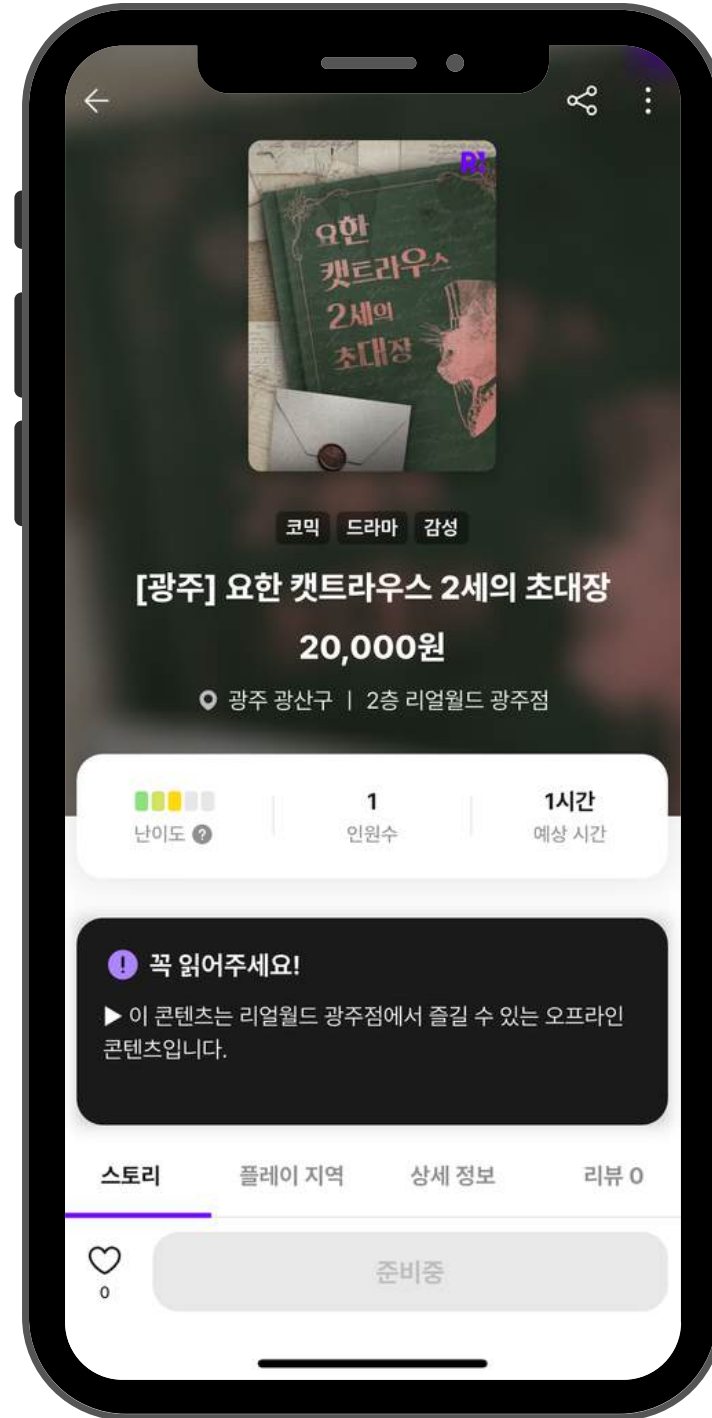 R!
요한
캣트라우스
2세의
초대장
코믹 드라마 감성
[광주] 요한 캣트라우스 2세의 초대장
20,000원
광주 광산구 | 2층 리얼월드 광주점
1 1시간
난이도 ? 인원수 예상 시간
! 꼭 읽어주세요!
▶ 이 콘텐츠는 리얼월드 광주점에서 즐길 수 있는 오프라인
콘텐츠입니다.
스토리 플레이 지역 상세 정보 리뷰 0
0 준비중